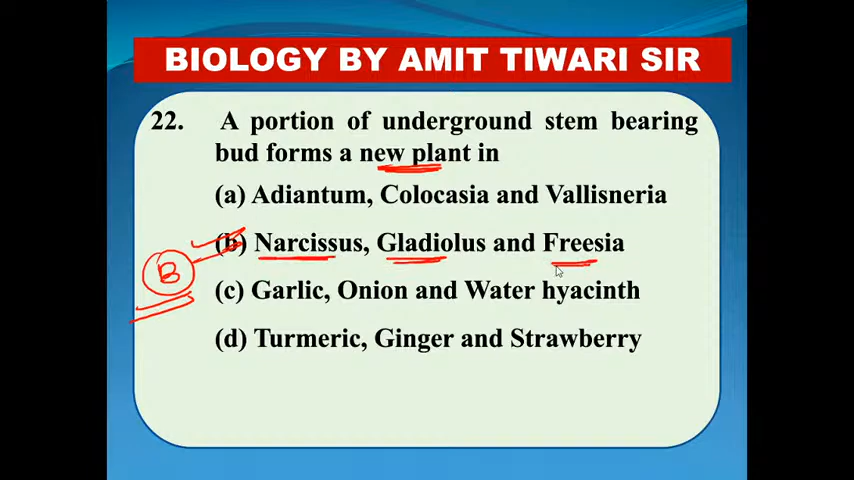 BIOLOGY BY AMIT TIWARI SIR
22. A portion of underground stem bearing
bud forms a new plant in
(a) Adiantum, Colocasia and Vallisneria
(b) Narcissus, Gladiolus and Freesia
B
(c) Garlic, Onion and Water hyacinth
(d) Turmeric, Ginger and Strawberry